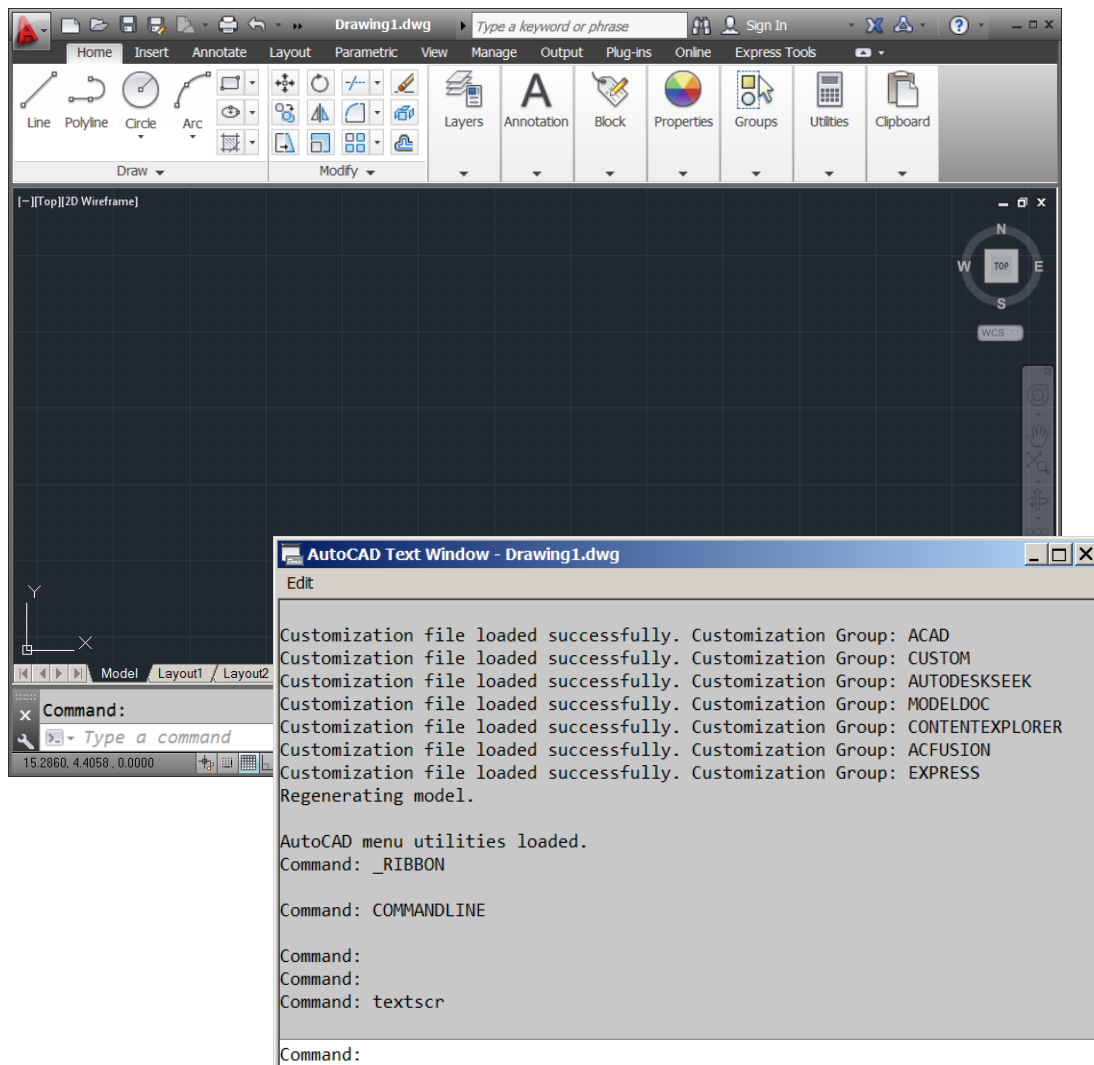 Drawing1.dwg Type a keyword or phrase Sign In
Home Insert Annotate Layout Parametric View Manage Output Plug-ins Online Express Tools
Line Polyline Circle Arc Layers Annotation Block Properties Groups Utilities Clipboard
Draw Modify
[−][Top][2D Wireframe]
N
W TOP E
S
WCS
Y
X
Model Layout1 Layout2
Command:
Type a command
15.2860, 4.4058 , 0.0000
AutoCAD Text Window - Drawing1.dwg
Edit
Customization file loaded successfully. Customization Group: ACAD
Customization file loaded successfully. Customization Group: CUSTOM
Customization file loaded successfully. Customization Group: AUTODESKSEEK
Customization file loaded successfully. Customization Group: MODELDOC
Customization file loaded successfully. Customization Group: CONTENTEXPLORER
Customization file loaded successfully. Customization Group: ACFUSION
Customization file loaded successfully. Customization Group: EXPRESS
Regenerating model.
AutoCAD menu utilities loaded.
Command: _RIBBON
Command: COMMANDLINE
Command:
Command:
Command: textscr
Command: